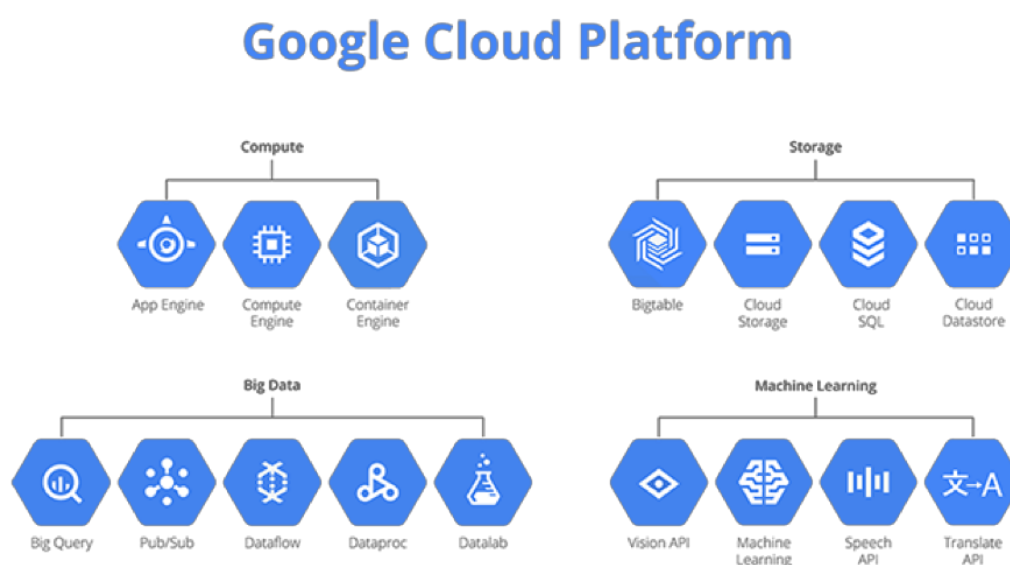 Google Cloud Platform
Compute
App Engine
Compute
Engine
Container
Engine
Storage
Bigtable
Cloud
Storage
Cloud
SQL
Cloud
Datastore
Big Data
Big Query
Pub/Sub
Dataflow
Dataproc
Datalab
Machine Learning
文→A
Vision API
Machine
Learning
Speech
API
Translate
API